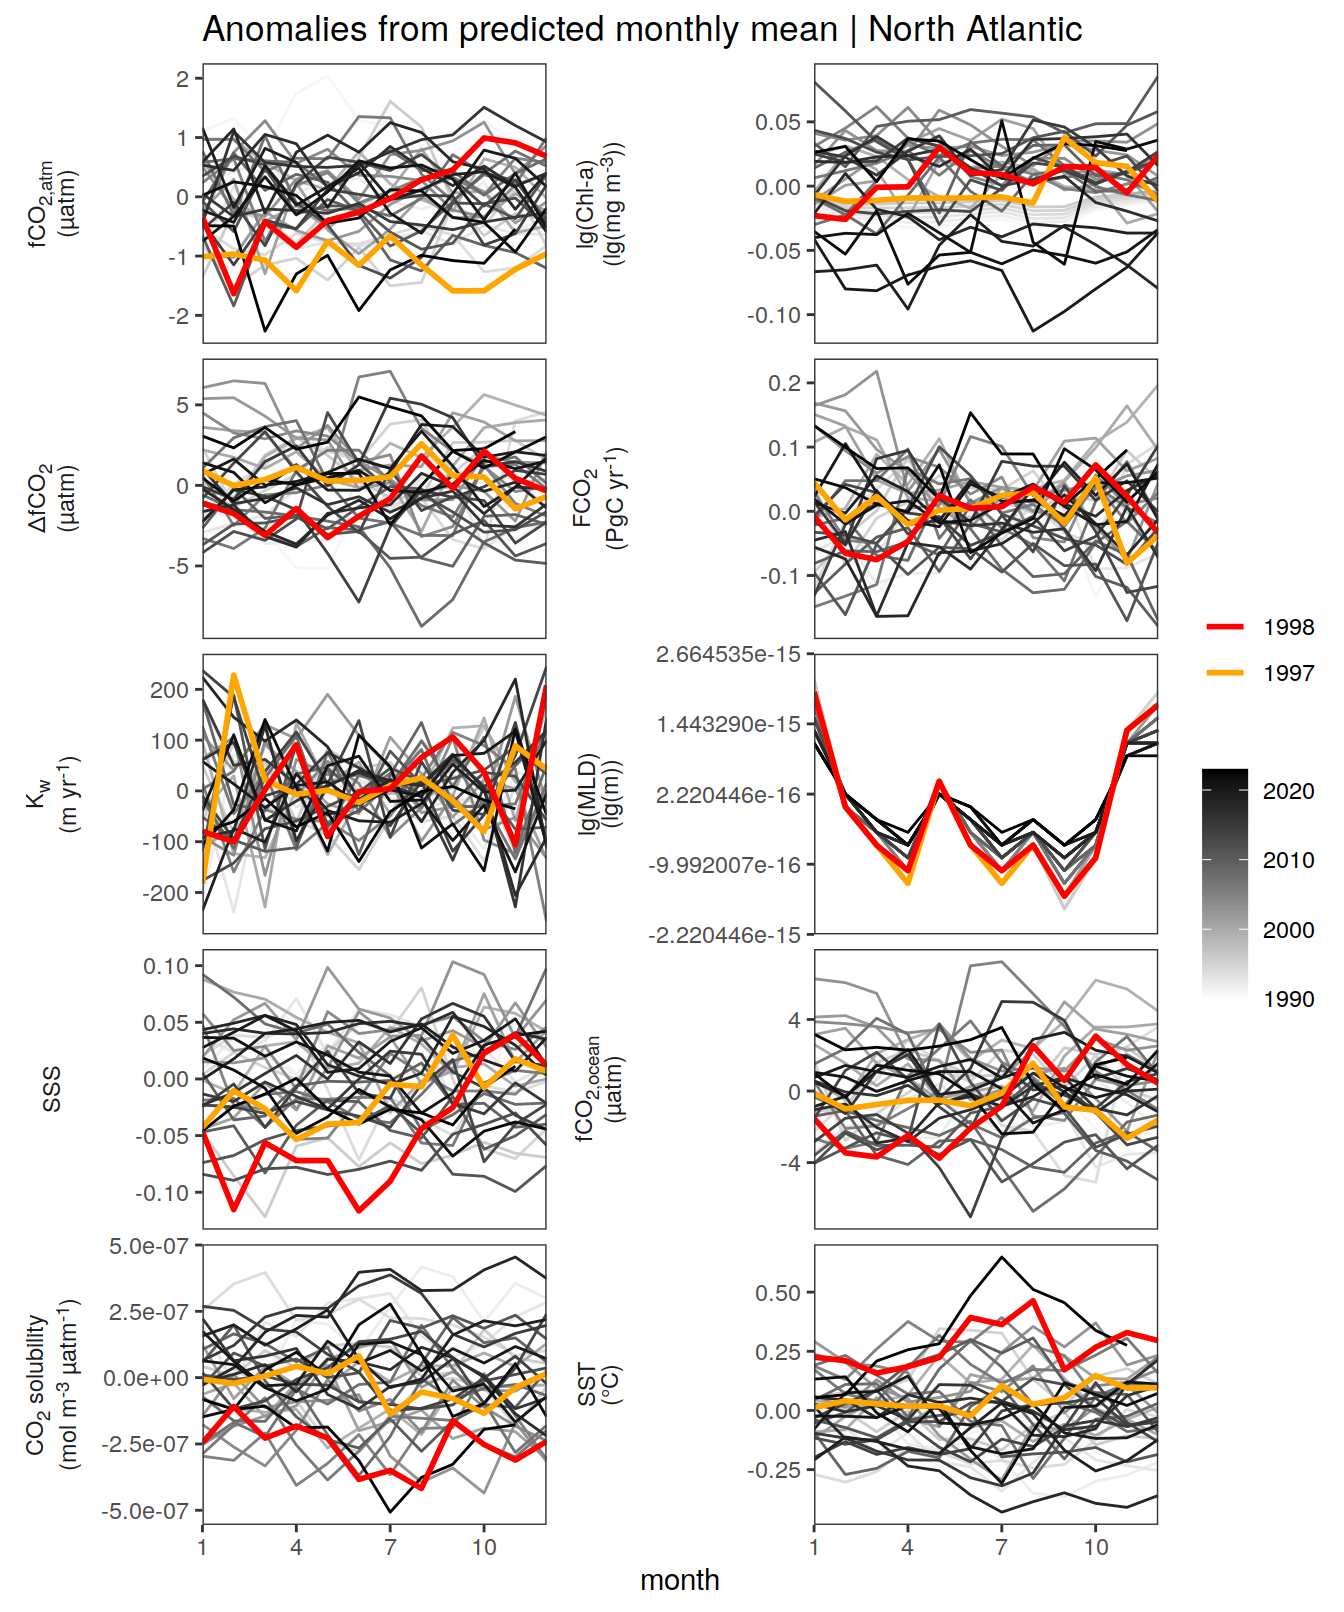 Anomalies from predicted monthly mean | North Atlantic
fCO2,atm
(µatm)
2
1
0
-1
-2
lg(Chl-a)
(lg(mg m-3))
0.05
0.00
-0.05
-0.10
ΔfCO2
(µatm)
5
0
-5
FCO2
(PgC yr-1)
0.2
0.1
0.0
-0.1
Kw
(m yr-1)
200
100
0
-100
-200
lg(MLD)
(lg(m))
2.664535e-15
1.443290e-15
2.220446e-16
-9.992007e-16
-2.220446e-15
SSS
0.10
0.05
0.00
-0.05
-0.10
fCO2,ocean
(µatm)
4
0
-4
CO2 solubility
(mol m-3 µatm-1)
5.0e-07
2.5e-07
0.0e+00
-2.5e-07
-5.0e-07
SST
(°C)
0.50
0.25
0.00
-0.25
1 4 7 10
1 4 7 10
month
1998
1997
2020
2010
2000
1990